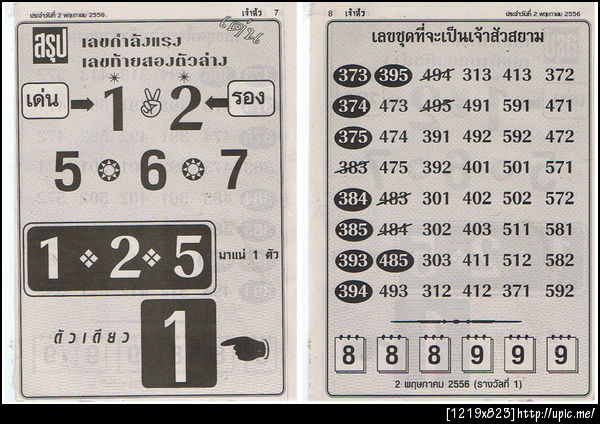 ประจำวันที่ 2 พฤษภาคม 2556. เจ้าสัว 7
เด่น
สรุป เลขกำลังแรง
เลขท้ายสองตัวล่าง
เด่น 1 2 รอง
5 6 7
1 2 5 มาแน่ 1 ตัว
ตัวเดียว 1
8 เจ้าสัว ประจำวันที่ 2 พฤษภาคม 2556
เลขชุดที่จะเป็นเจ้าสัวสยาม
373 395 494 313 413 372
374 473 495 491 591 471
375 474 391 492 592 472
383 475 392 401 501 571
384 483 301 402 502 572
385 484 302 403 511 581
393 485 303 411 512 582
394 493 312 412 371 592
8 8 8 9 9 9
2 พฤษภาคม 2556 (รางวัลที่ 1)
[1219x823]http://upic.me/